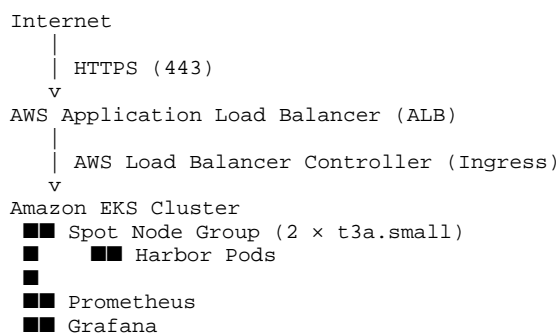 Internet
|
| HTTPS (443)
v
AWS Application Load Balancer (ALB)
|
| AWS Load Balancer Controller (Ingress)
v
Amazon EKS Cluster
■■ Spot Node Group (2 × t3a.small)
■ ■■ Harbor Pods
■
■■ Prometheus
■■ Grafana